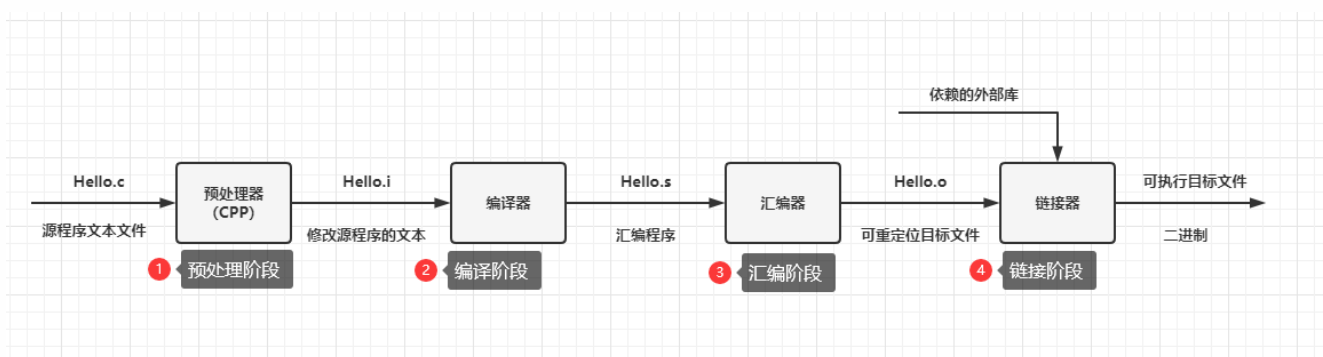 依赖的外部库
Hello.c
预处理器
(CPP)
Hello.i
编译器
Hello.s
汇编器
Hello.o
链接器
可执行目标文件
源程序文本文件
修改源程序的文本
汇编程序
可重定位目标文件
二进制
1 预处理阶段
2 编译阶段
3 汇编阶段
4 链接阶段